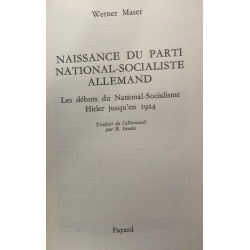 Werner Maser
NAISSANCE DU PARTI
NATIONAL-SOCIALISTE
ALLEMAND
Les débuts du National-Socialisme
Hitler jusqu'en 1924
Traduit de l'allemand
par
Fayard